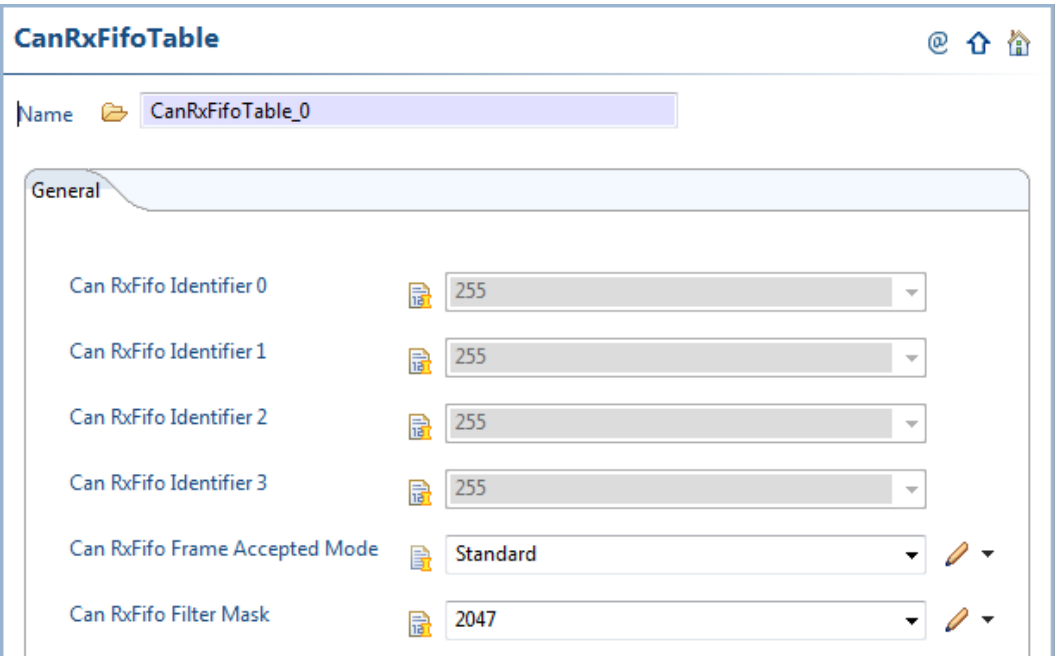 CanRxFifoTable
Name CanRxFifoTable_0
General
Can RxFifo Identifier 0 255
Can RxFifo Identifier 1 255
Can RxFifo Identifier 2 255
Can RxFifo Identifier 3 255
Can RxFifo Frame Accepted Mode Standard
Can RxFifo Filter Mask 2047